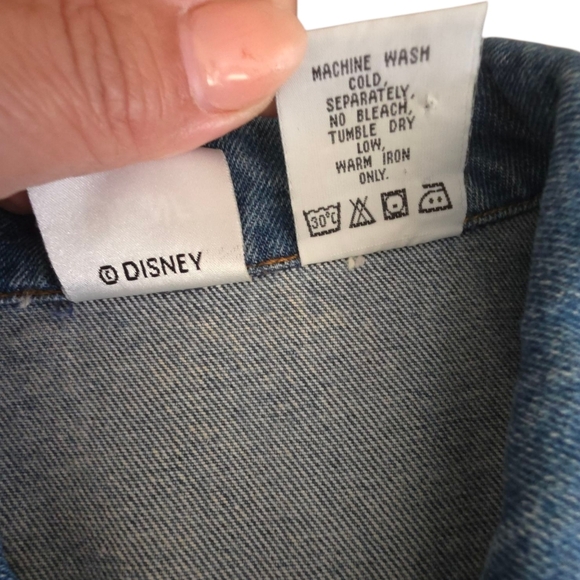 MACHINE WASH
COLD,
SEPARATELY,
NO BLEACH,
TUMBLE DRY
LOW,
WARM IRON
ONLY.
30°C
© DISNEY